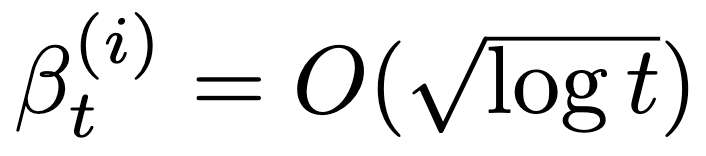 β_t^{(i)} = O(√(log t))